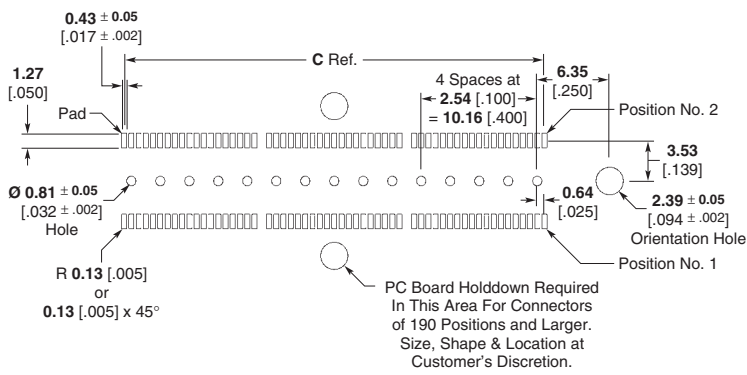 0.43 ± 0.05
[.017 ± .002]
C Ref.
1.27
[.050]
4 Spaces at
2.54 [.100]
= 10.16 [.400]
6.35
[.250]
Pad
Position No. 2
3.53
[.139]
Ø 0.81 ± 0.05
[.032 ± .002]
Hole
0.64
[.025]
2.39 ± 0.05
[.094 ± .002]
Orientation Hole
R 0.13 [.005]
or
0.13 [.005] x 45°
Position No. 1
PC Board Holddown Required
In This Area For Connectors
of 190 Positions and Larger.
Size, Shape & Location at
Customer's Discretion.